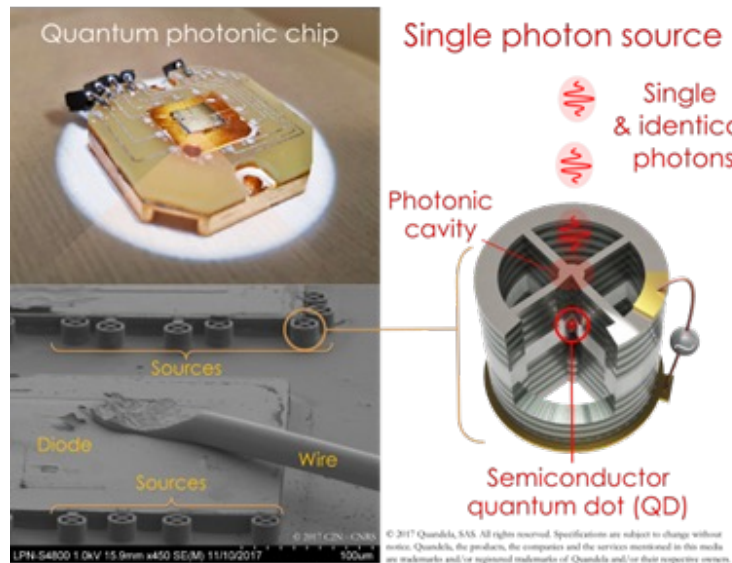 Quantum photonic chip
Single photon source
Single
& identica
photons
Photonic
cavity
Sources
Diode
Wire
Sources
Semiconductor
quantum dot (QD)
© 2017 C2N - CNRS
LPN-S4800 1.0kV 15.9mm x450 SE(M) 11/10/2017
100um
© 2017 Quandela, SAS. All rights reserved. Specifications are subject to change without
notice. Quandela, the products, the companies and the services mentioned in this media
are trademarks and/or registered trademarks of Quandela and/or their respective owners.